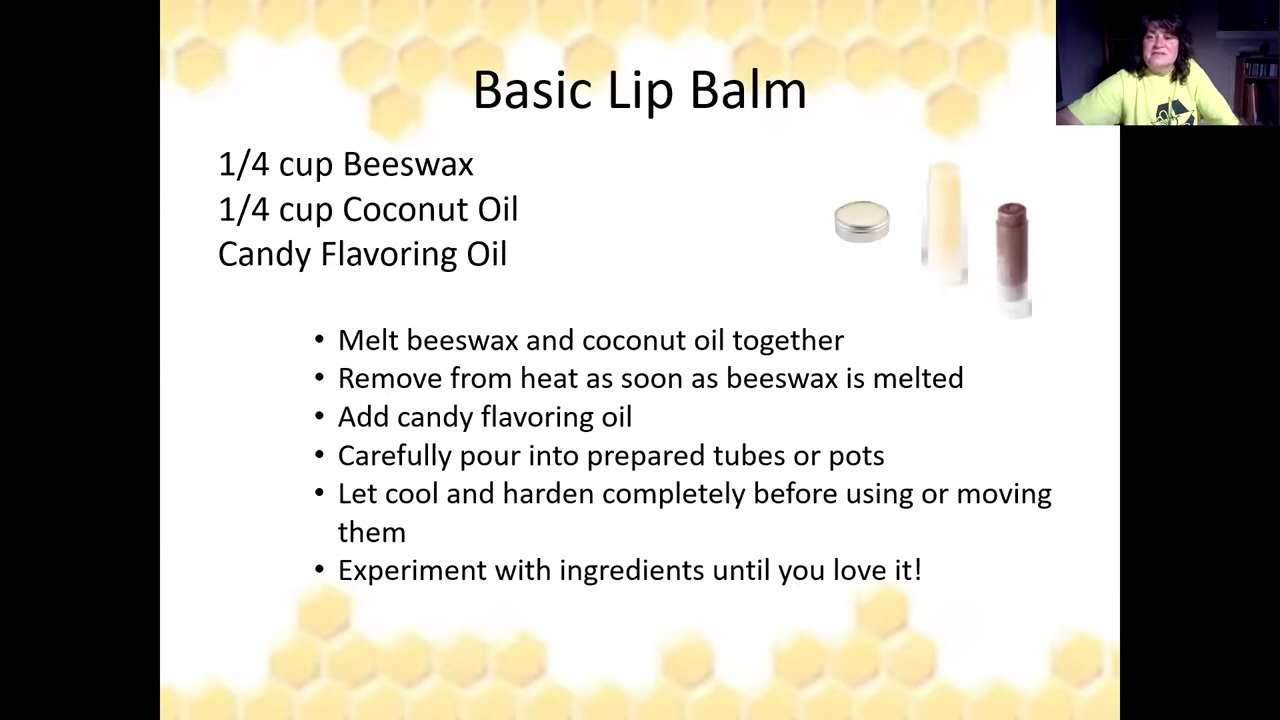 Basic Lip Balm
1/4 cup Beeswax
1/4 cup Coconut Oil
Candy Flavoring Oil
• Melt beeswax and coconut oil together
• Remove from heat as soon as beeswax is melted
• Add candy flavoring oil
• Carefully pour into prepared tubes or pots
• Let cool and harden completely before using or moving
them
• Experiment with ingredients until you love it!